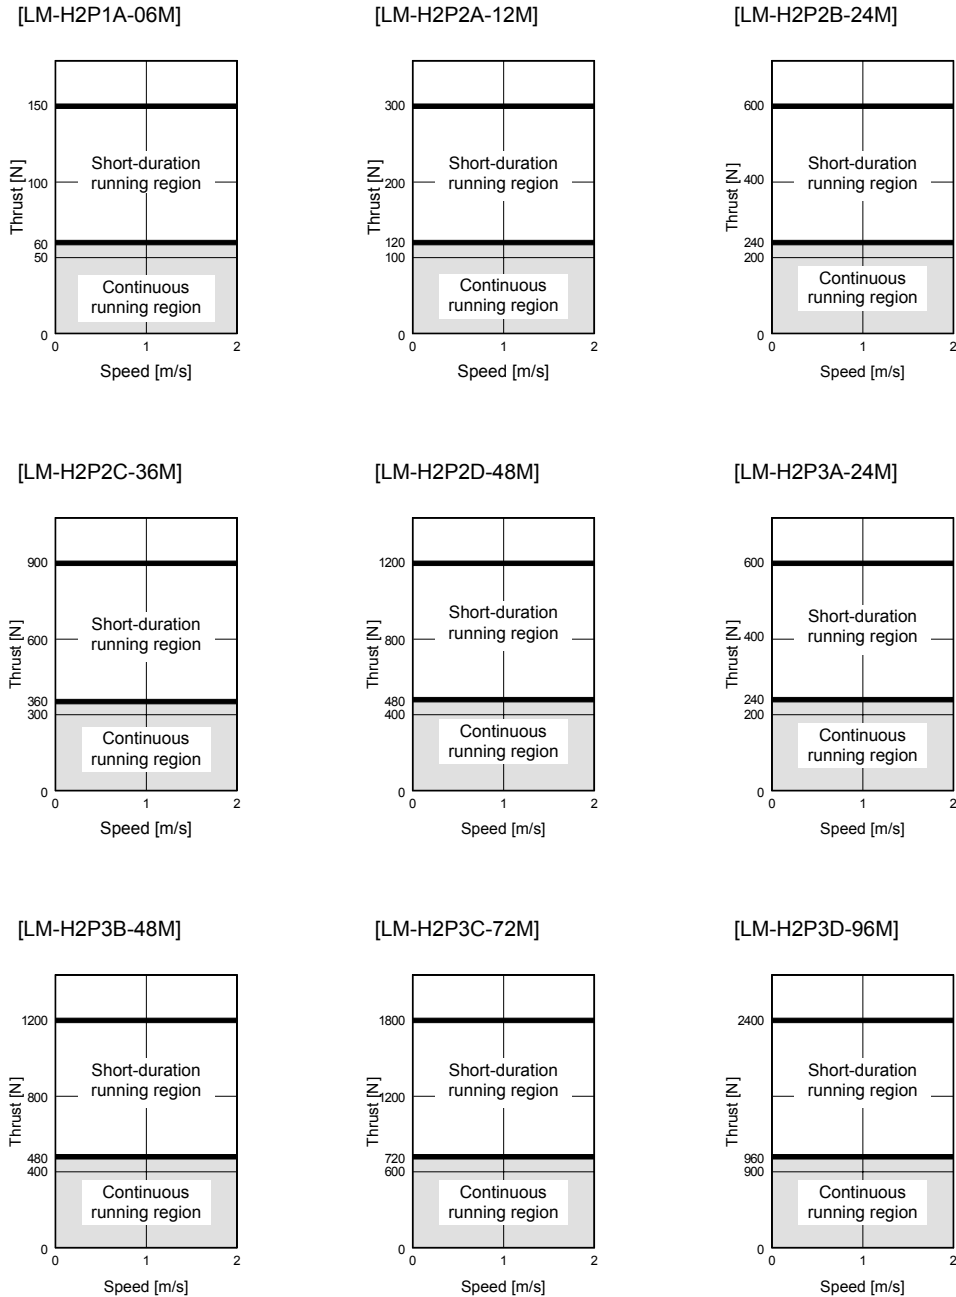 [LM-H2P1A-06M]
150
100
60
50
0
Thrust [N]
Short-duration
running region
Continuous
running region
0 1 2
Speed [m/s]
[LM-H2P2A-12M]
300
200
120
100
0
Thrust [N]
Short-duration
running region
Continuous
running region
0 1 2
Speed [m/s]
[LM-H2P2B-24M]
600
400
240
200
0
Thrust [N]
Short-duration
running region
Continuous
running region
0 1 2
Speed [m/s]
[LM-H2P2C-36M]
900
600
360
300
0
Thrust [N]
Short-duration
running region
Continuous
running region
0 1 2
Speed [m/s]
[LM-H2P2D-48M]
1200
800
480
400
0
Thrust [N]
Short-duration
running region
Continuous
running region
0 1 2
Speed [m/s]
[LM-H2P3A-24M]
600
400
240
200
0
Thrust [N]
Short-duration
running region
Continuous
running region
0 1 2
Speed [m/s]
[LM-H2P3B-48M]
1200
800
480
400
0
Thrust [N]
Short-duration
running region
Continuous
running region
0 1 2
Speed [m/s]
[LM-H2P3C-72M]
1800
1200
720
600
0
Thrust [N]
Short-duration
running region
Continuous
running region
0 1 2
Speed [m/s]
[LM-H2P3D-96M]
2400
960
900
0
Thrust [N]
Short-duration
running region
Continuous
running region
0 1 2
Speed [m/s]